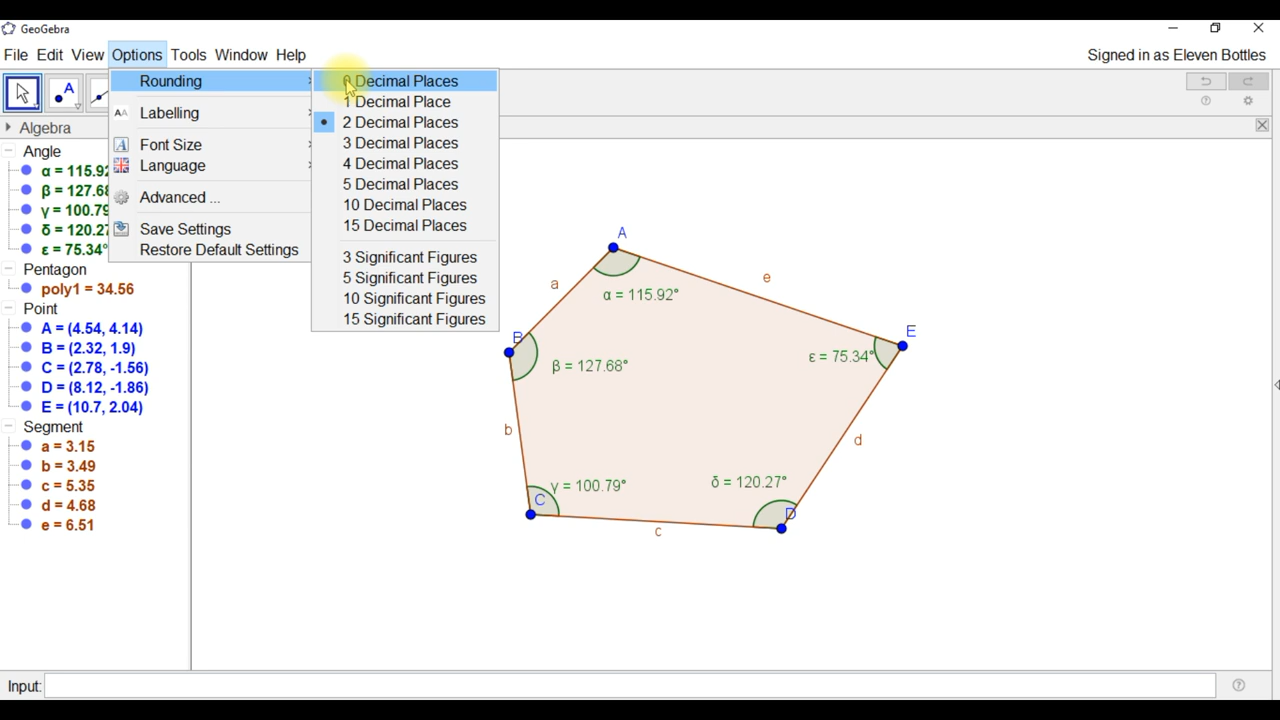 GeoGebra
File Edit View Options Tools Window Help
Signed in as Eleven Bottles
A
Algebra
Rounding
Labelling
Font Size
Language
Advanced ...
Save Settings
Restore Default Settings
0 Decimal Places
1 Decimal Place
2 Decimal Places
3 Decimal Places
4 Decimal Places
5 Decimal Places
10 Decimal Places
15 Decimal Places
3 Significant Figures
5 Significant Figures
10 Significant Figures
15 Significant Figures
Angle
α = 115.92
β = 127.68
γ = 100.79
δ = 120.27
ε = 75.34°
Pentagon
poly1 = 34.56
Point
A = (4.54, 4.14)
B = (2.32, 1.9)
C = (2.78, -1.56)
D = (8.12, -1.86)
E = (10.7, 2.04)
Segment
a = 3.15
b = 3.49
c = 5.35
d = 4.68
e = 6.51
A
a
e
α = 115.92°
B
E
β = 127.68°
ε = 75.34°
b
d
C
γ = 100.79°
δ = 120.27°
D
c
Input: